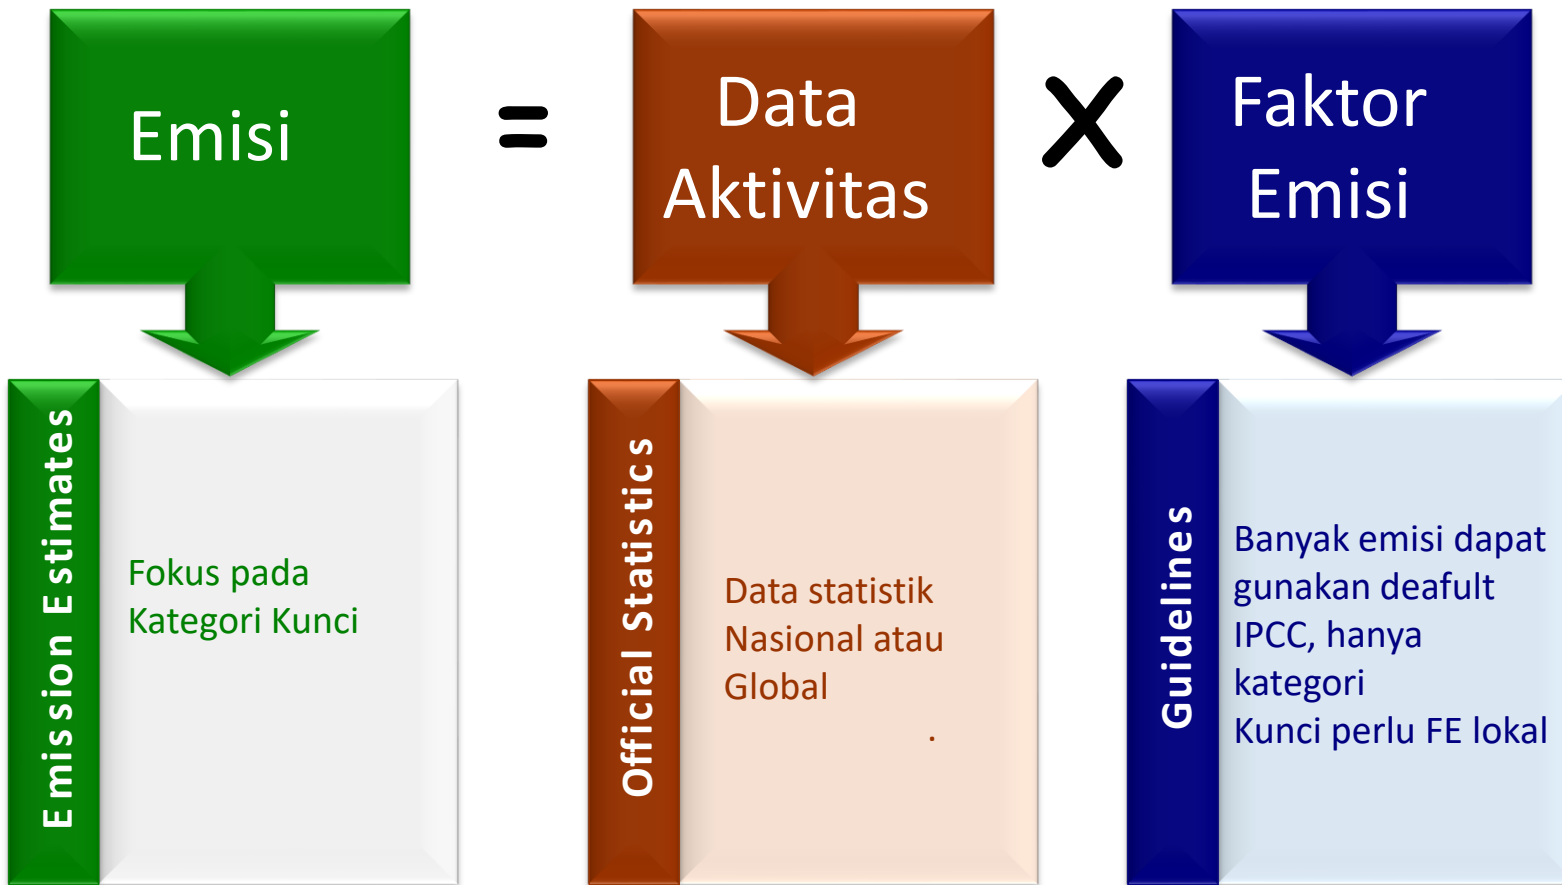 Emisi
=
Data
Aktivitas
X
Faktor
Emisi
Emission Estimates
Fokus pada
Kategori Kunci
Official Statistics
Data statistik
Nasional atau
Global
.
Guidelines
Banyak emisi dapat
gunakan deafult
IPCC, hanya
kategori
Kunci perlu FE lokal